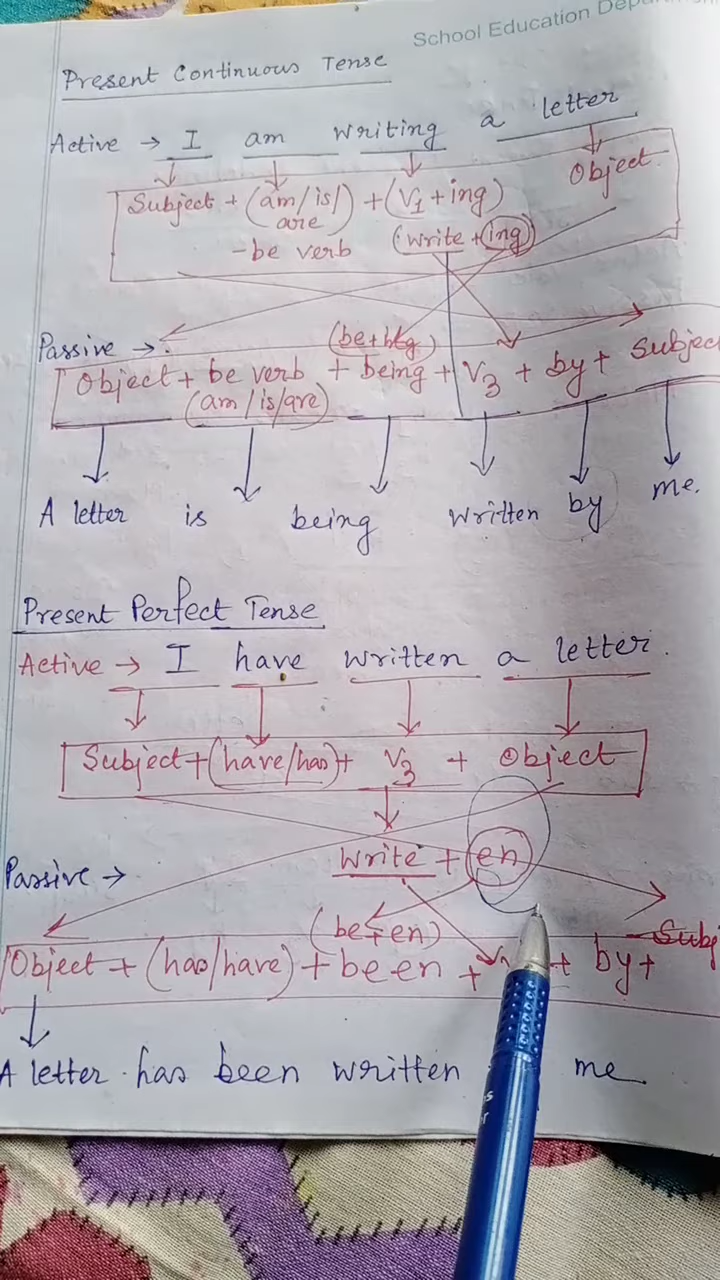 School Education
Present Continuous Tense
Active → I am writing a letter
Subject + (am/is/are) + (V1 + ing) Object
- be verb (write + ing)
Passive →
(be + ing)
Object + be verb + being + V3 + by + Subject
(am/is/are)
A letter is being written by me.
Present Perfect Tense
Active → I have written a letter.
Subject + (have/has) + V3 + Object
Write + en
Passive →
(be + en)
Object + (has/have) + been + + by +
A letter has been written me.